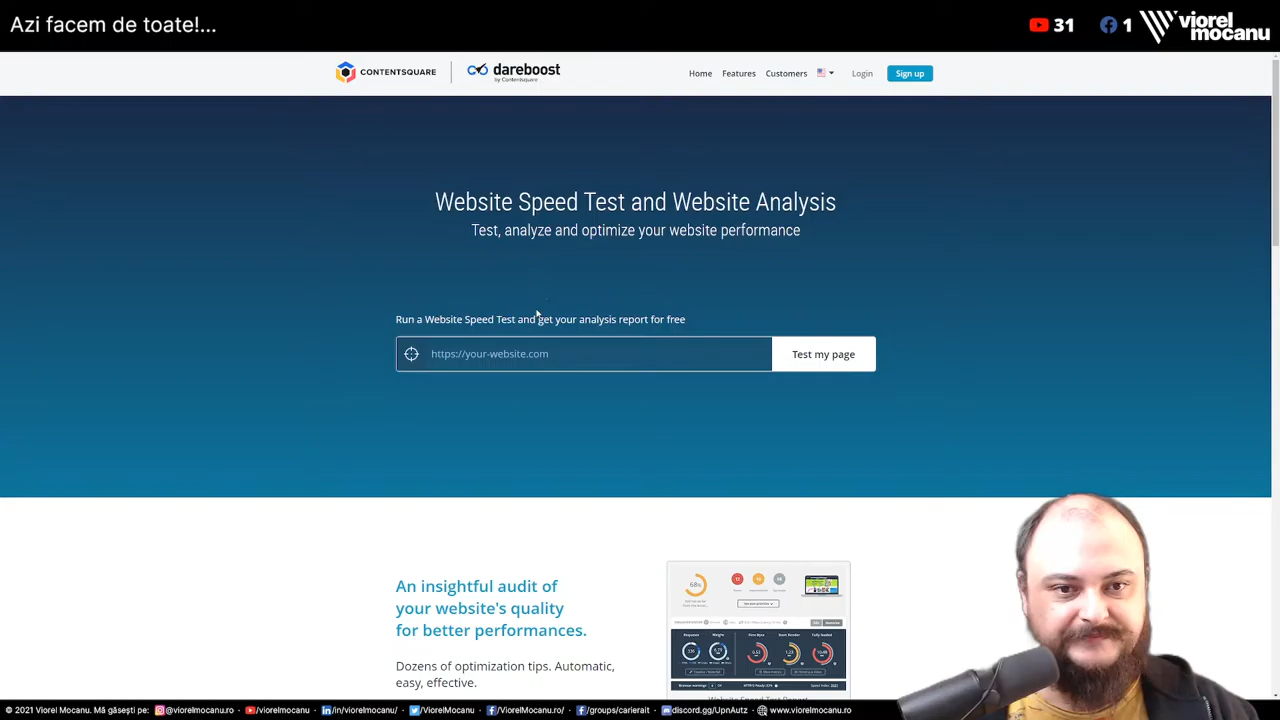 Azi facem de toate!...
31
1
viorel
mocanu
CONTENTSQUARE
dareboost
by Contentsquare
Home
Features
Customers
Login
Sign up
Website Speed Test and Website Analysis
Test, analyze and optimize your website performance
Run a Website Speed Test and get your analysis report for free
https://your-website.com
Test my page
An insightful audit of
your website's quality
for better performances.
Dozens of optimization tips. Automatic,
easy, effective.
68%
© 2021 Viorel Mocanu. Mă găsești pe:
@viorelmocanu.ro
/viorelmocanu
/in/viorelmocanu/
/ViorelMocanu
/ViorelMocanu.ro/
/groups/carierait
discord.gg/UpnAutz
www.viorelmocanu.ro